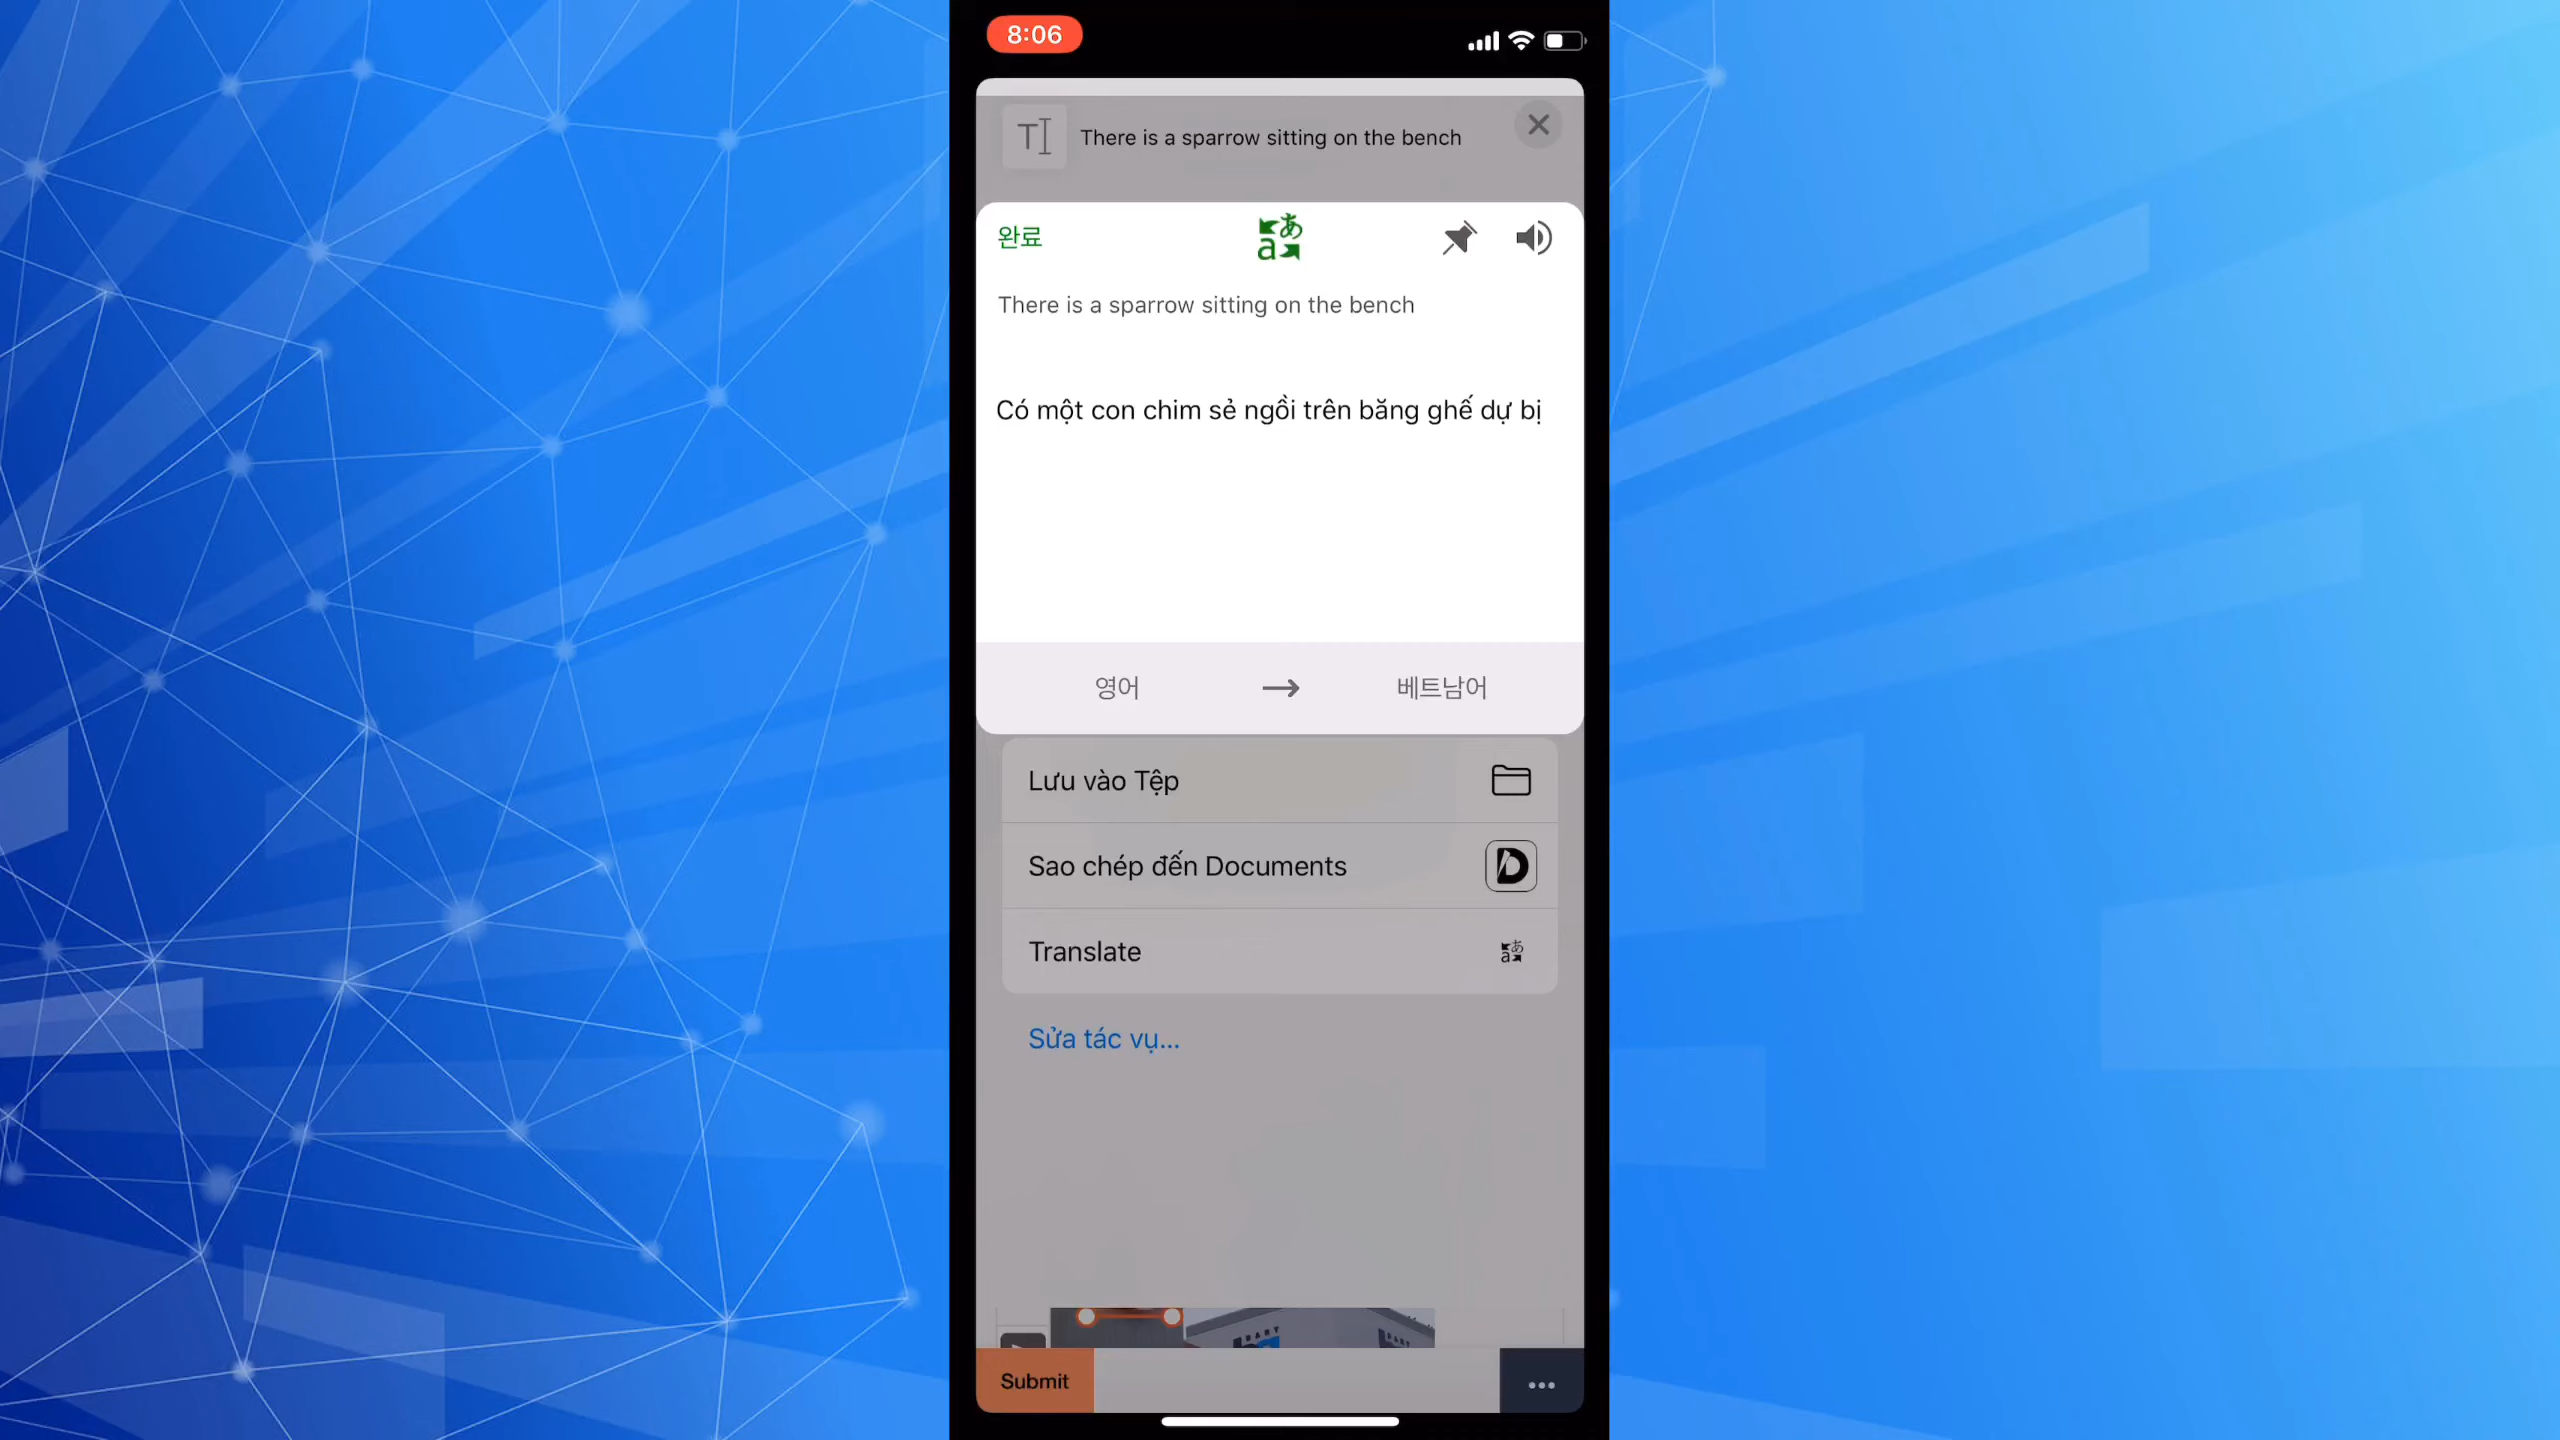 8:06
There is a sparrow sitting on the bench
완료
There is a sparrow sitting on the bench
Có một con chim sẻ ngồi trên băng ghế dự bị
영어 → 베트남어
Lưu vào Tệp
Sao chép đến Documents
Translate
Sửa tác vụ...
DART
Submit